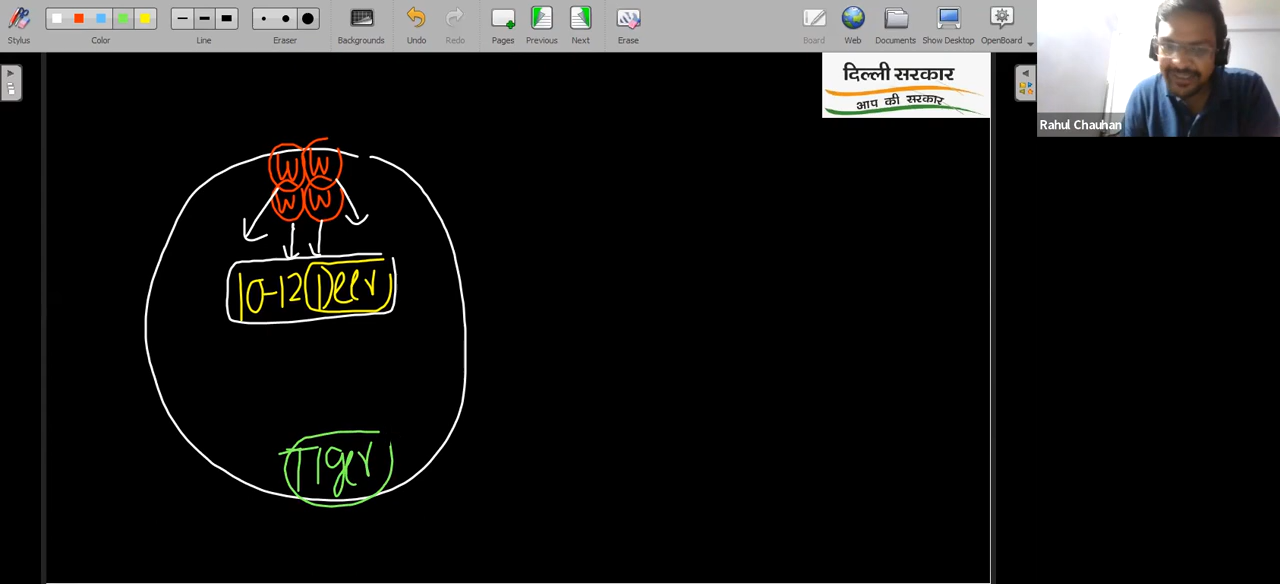 Stylus
Color
Line
Eraser
Backgrounds
Undo
Redo
Pages
Previous
Next
Erase
Board
Web
Documents
Show Desktop
OpenBoard
Rahul Chauhan
दिल्ली सरकार
आप की सरकार
W W
W W
10-12 Deer
Tiger